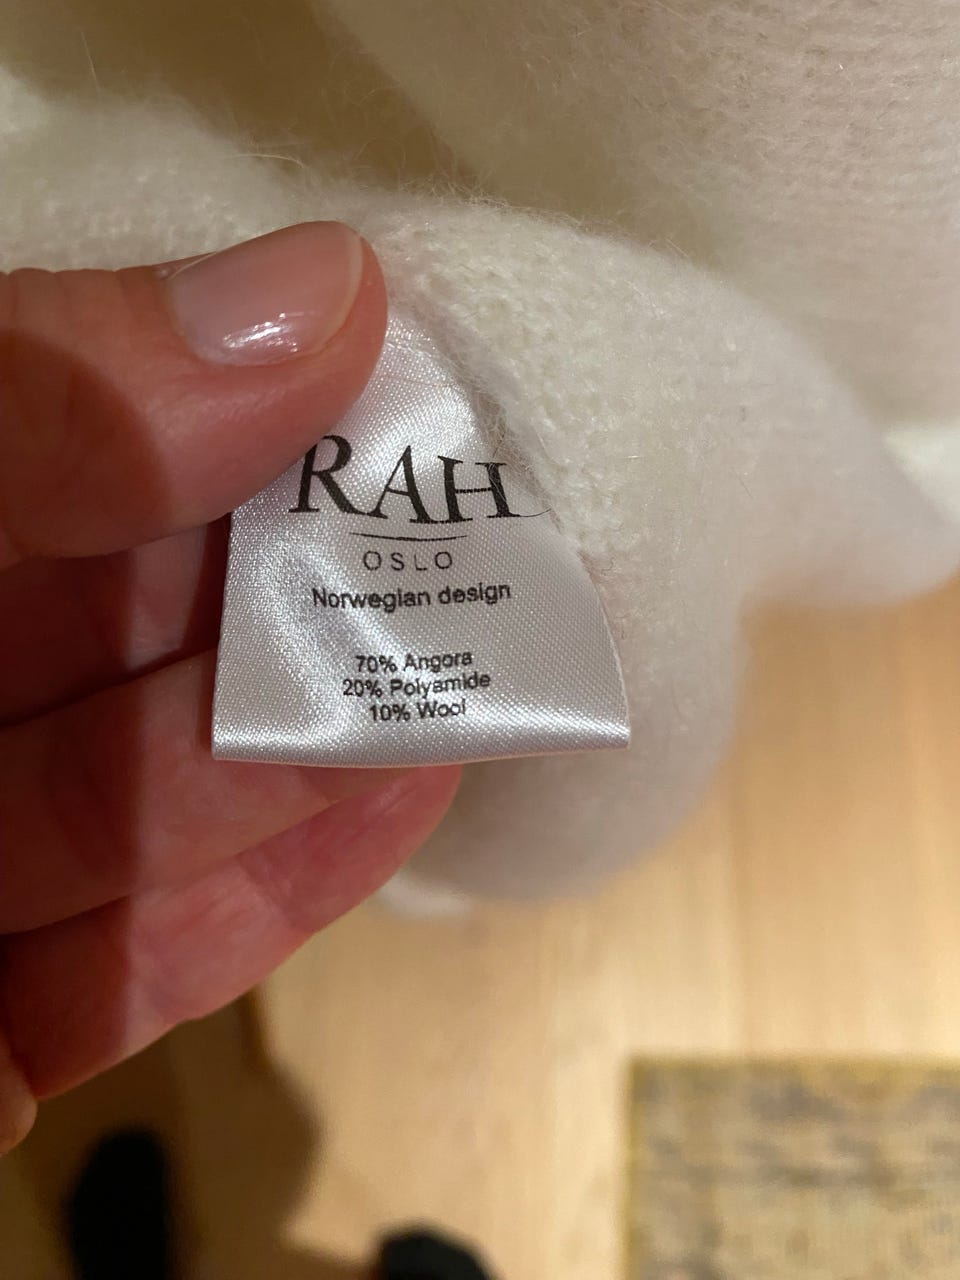 RAH
OSLO
Norwegian design
70% Angora
20% Polyamide
10% Wool